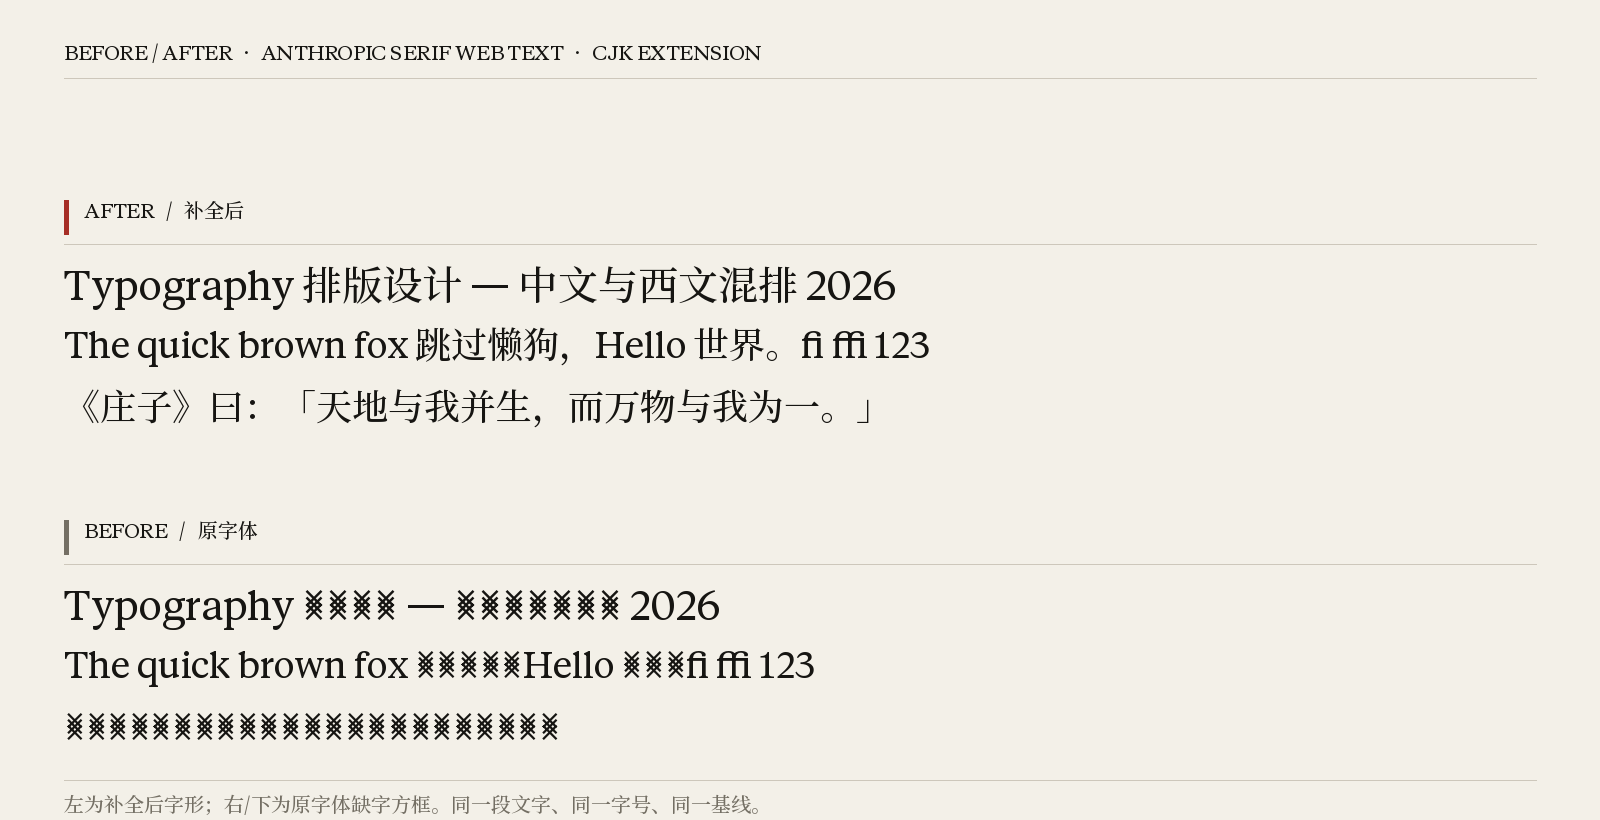 BEFORE / AFTER · ANTHROPIC SERIF WEB TEXT · CJK EXTENSION
AFTER / 补全后
Typography 排版设计 — 中文与西文混排 2026
The quick brown fox 跳过懒狗，Hello 世界。fi ffi 123
《庄子》曰：「天地与我并生，而万物与我为一。」
BEFORE / 原字体
Typography — 2026
The quick brown fox Hello fi ffi 123
左为补全后字形；右/下为原字体缺字方框。同一段文字、同一字号、同一基线。